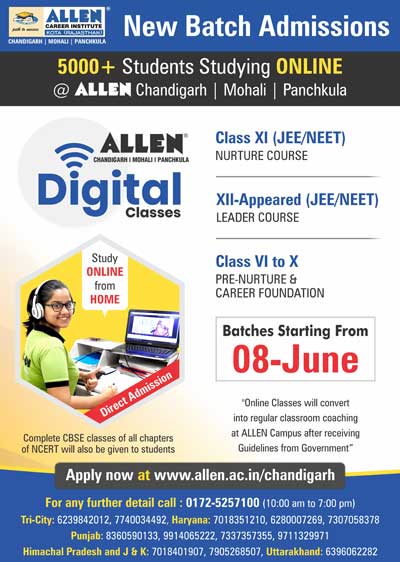 ALLEN
CAREER INSTITUTE
KOTA (RAJASTHAN)
CHANDIGARH | MOHALI | PANCHKULA
New Batch Admissions
5000+ Students Studying ONLINE
@ ALLEN Chandigarh | Mohali | Panchkula
ALLEN®
CHANDIGARH | MOHALI | PANCHKULA
Digital
Classes
Class XI (JEE/NEET)
NURTURE COURSE
XII-Appeared (JEE/NEET)
LEADER COURSE
Class VI to X
PRE-NURTURE &
CAREER FOUNDATION
Study
ONLINE
from
HOME
Direct Admission
Batches Starting From
08-June
Complete CBSE classes of all chapters
of NCERT will also be given to students
"Online Classes will convert
into regular classroom coaching
at ALLEN Campus after receiving
Guidelines from Government"
Apply now at www.allen.ac.in/chandigarh
For any further detail call : 0172-5257100 (10:00 am to 7:00 pm)
Tri-City: 6239842012, 7740034492, Haryana: 7018351210, 6280007269, 7307058378
Punjab: 8360590133, 9914065222, 7337357355, 9711329971
Himachal Pradesh and J & K: 7018401907, 7905268507, Uttarakhand: 6396062282